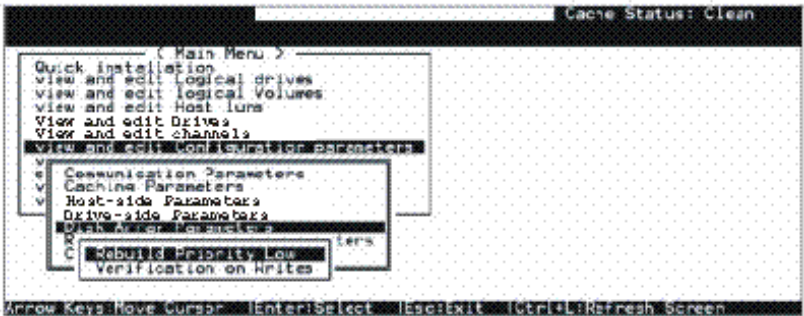 Cache Status: Clean
( Main Menu )
Quick installation
view and edit Logical drives
view and edit logical Volumes
view and edit Host luns
View and edit Drives
View and edit channels
view and edit Configuration parameters
v
s
v
v
Communication Parameters
Caching Parameters
Host-side Parameters
Drive-side Parameters
Disk Array Parameters
R ters
C
Rebuild Priority Low
Verification on Writes
Arrow Keys:Move Cursor |Enter:Select |Esc:Exit |Ctrl+L:Refresh Screen